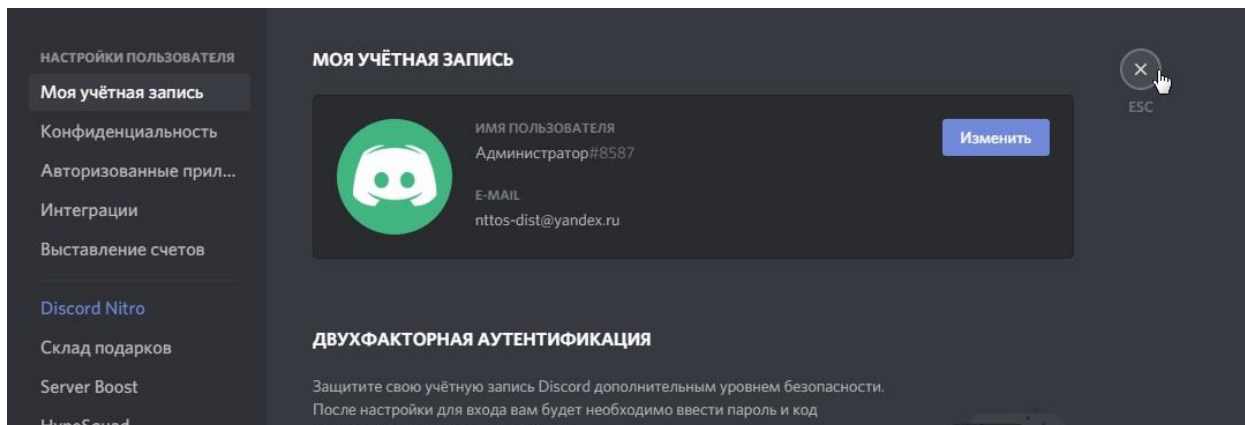 НАСТРОЙКИ ПОЛЬЗОВАТЕЛЯ
Моя учётная запись
Конфиденциальность
Авторизованные прил...
Интеграции
Выставление счетов
Discord Nitro
Склад подарков
Server Boost
HypeSquad
МОЯ УЧЁТНАЯ ЗАПИСЬ
ИМЯ ПОЛЬЗОВАТЕЛЯ
Администратор#8587
Изменить
E-MAIL
nttos-dist@yandex.ru
ESC
ДВУХФАКТОРНАЯ АУТЕНТИФИКАЦИЯ
Защитите свою учётную запись Discord дополнительным уровнем безопасности.
После настройки для входа вам будет необходимо ввести пароль и код